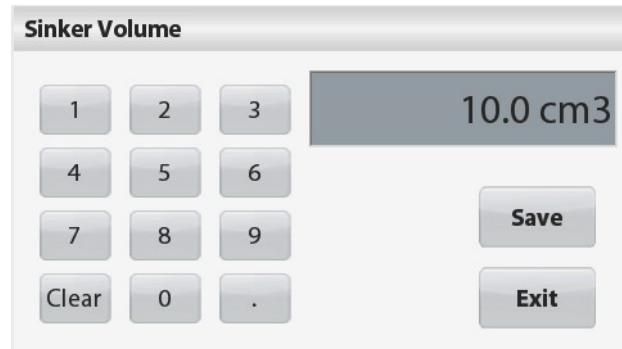 Sinker Volume
10.0 cm3
1 2 3
4 5 6
7 8 9
Clear 0 .
Save
Exit